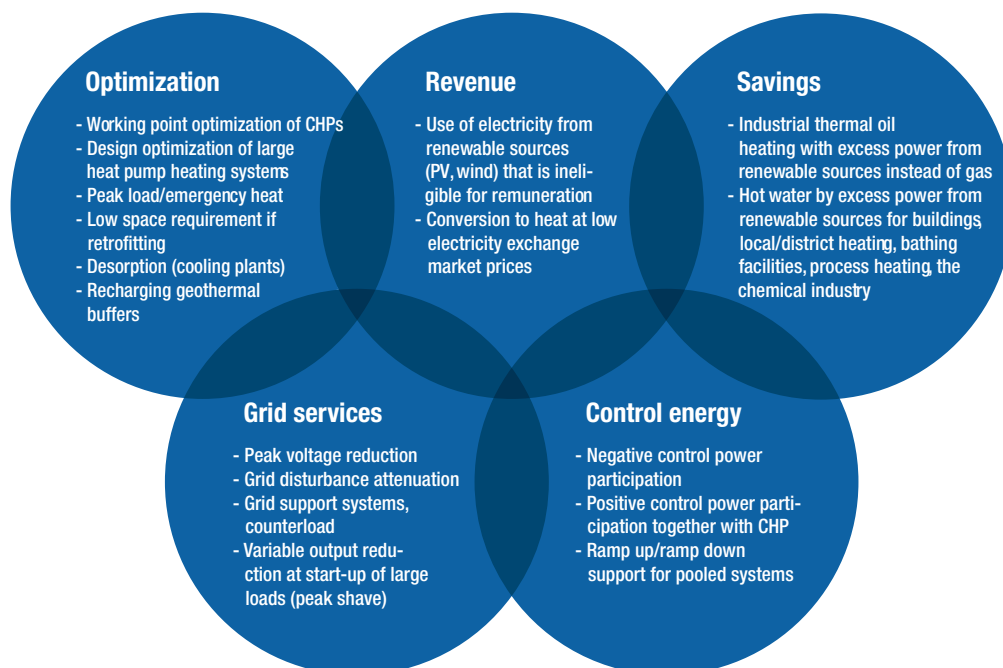 Optimization
- Working point optimization of CHPs
- Design optimization of large
heat pump heating systems
- Peak load/emergency heat
- Low space requirement if
retrofitting
- Desorption (cooling plants)
- Recharging geothermal
buffers
Revenue
- Use of electricity from
renewable sources
(PV, wind) that is ineli-
gible for remuneration
- Conversion to heat at low
electricity exchange
market prices
Savings
- Industrial thermal oil
heating with excess power from
renewable sources instead of gas
- Hot water by excess power from
renewable sources for buildings,
local/district heating, bathing
facilities, process heating, the
chemical industry
Grid services
- Peak voltage reduction
- Grid disturbance attenuation
- Grid support systems,
counterload
- Variable output redu-
ction at start-up of large
loads (peak shave)
Control energy
- Negative control power
participation
- Positive control power parti-
cipation together with CHP
- Ramp up/ramp down
support for pooled systems